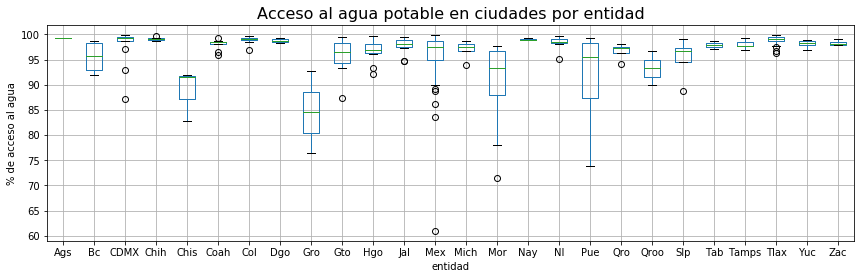 Acceso al agua potable en ciudades por entidad
% de acceso al agua
100
95
90
85
80
75
70
65
60
Ags Bc CDMX Chih Chis Coah Col Dgo Gro Gto Hgo Jal Mex Mich Mor Nay Nl Pue Qro Qroo Slp Tab Tamps Tlax Yuc Zac
entidad